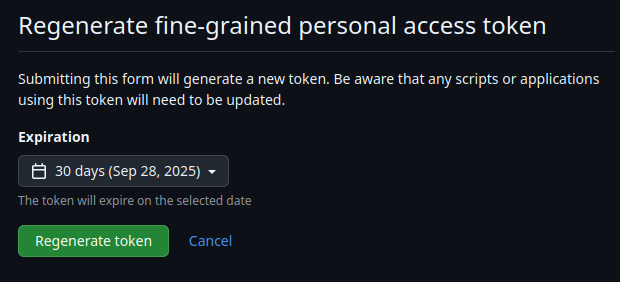 Regenerate fine-grained personal access token
Submitting this form will generate a new token. Be aware that any scripts or applications
using this token will need to be updated.
Expiration
30 days (Sep 28, 2025)
The token will expire on the selected date
Regenerate token
Cancel